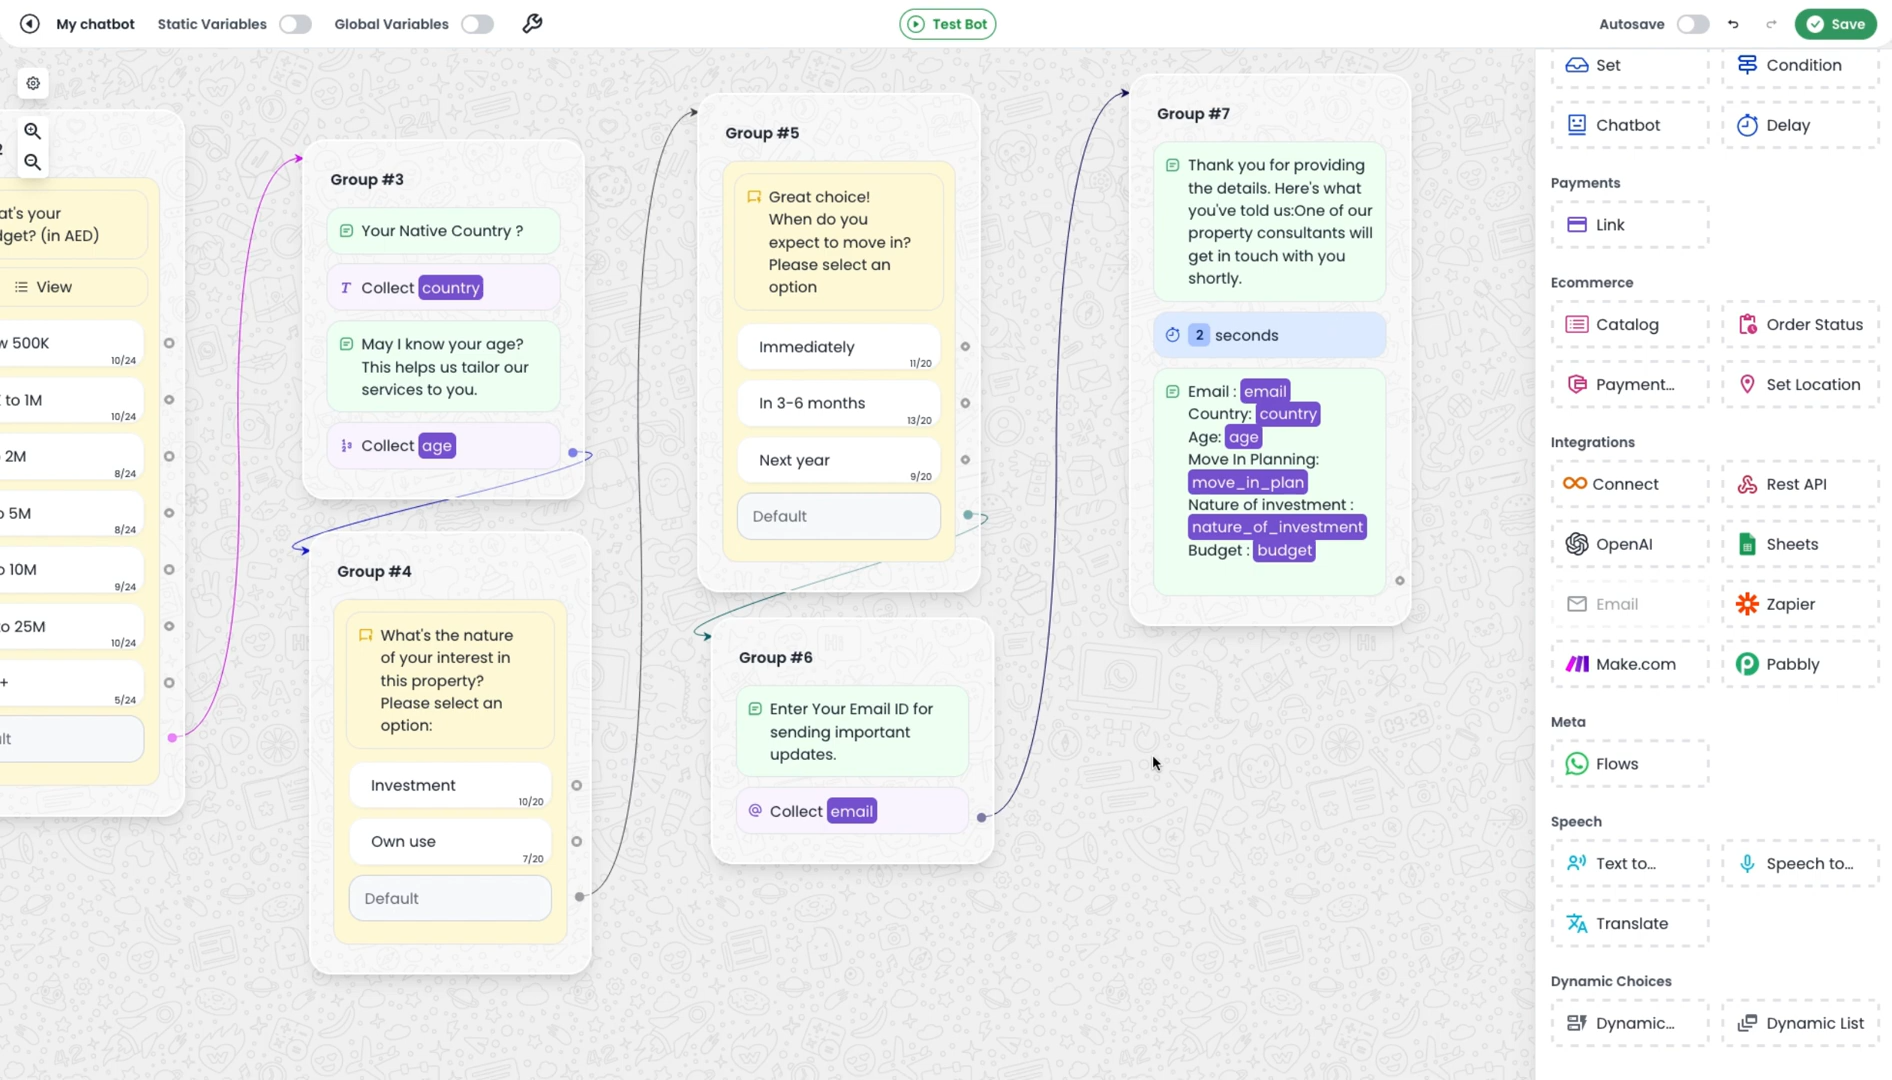 My chatbot
Static Variables
Global Variables
Test Bot
Autosave
Save
2
at's your
dget? (in AED)
View
w 500K
10/24
to 1M
10/24
2M
8/24
o 5M
8/24
o 10M
9/24
to 25M
10/24
+
5/24
ult
Group #3
Your Native Country ?
Collect country
May I know your age?
This helps us tailor our
services to you.
Collect age
Group #4
What's the nature
of your interest in
this property?
Please select an
option:
Investment
10/20
Own use
7/20
Default
Group #5
Great choice!
When do you
expect to move in?
Please select an
option
Immediately
11/20
In 3-6 months
13/20
Next year
9/20
Default
Group #6
Enter Your Email ID for
sending important
updates.
Collect email
Group #7
Thank you for providing
the details. Here's what
you've told us:One of our
property consultants will
get in touch with you
shortly.
2 seconds
Email : email
Country: country
Age: age
Move In Planning:
move_in_plan
Nature of investment :
nature_of_investment
Budget : budget
Set
Condition
Chatbot
Delay
Payments
Link
Ecommerce
Catalog
Order Status
Payment...
Set Location
Integrations
Connect
Rest API
OpenAI
Sheets
Email
Zapier
Make.com
Pabbly
Meta
Flows
Speech
Text to...
Speech to...
Translate
Dynamic Choices
Dynamic...
Dynamic List